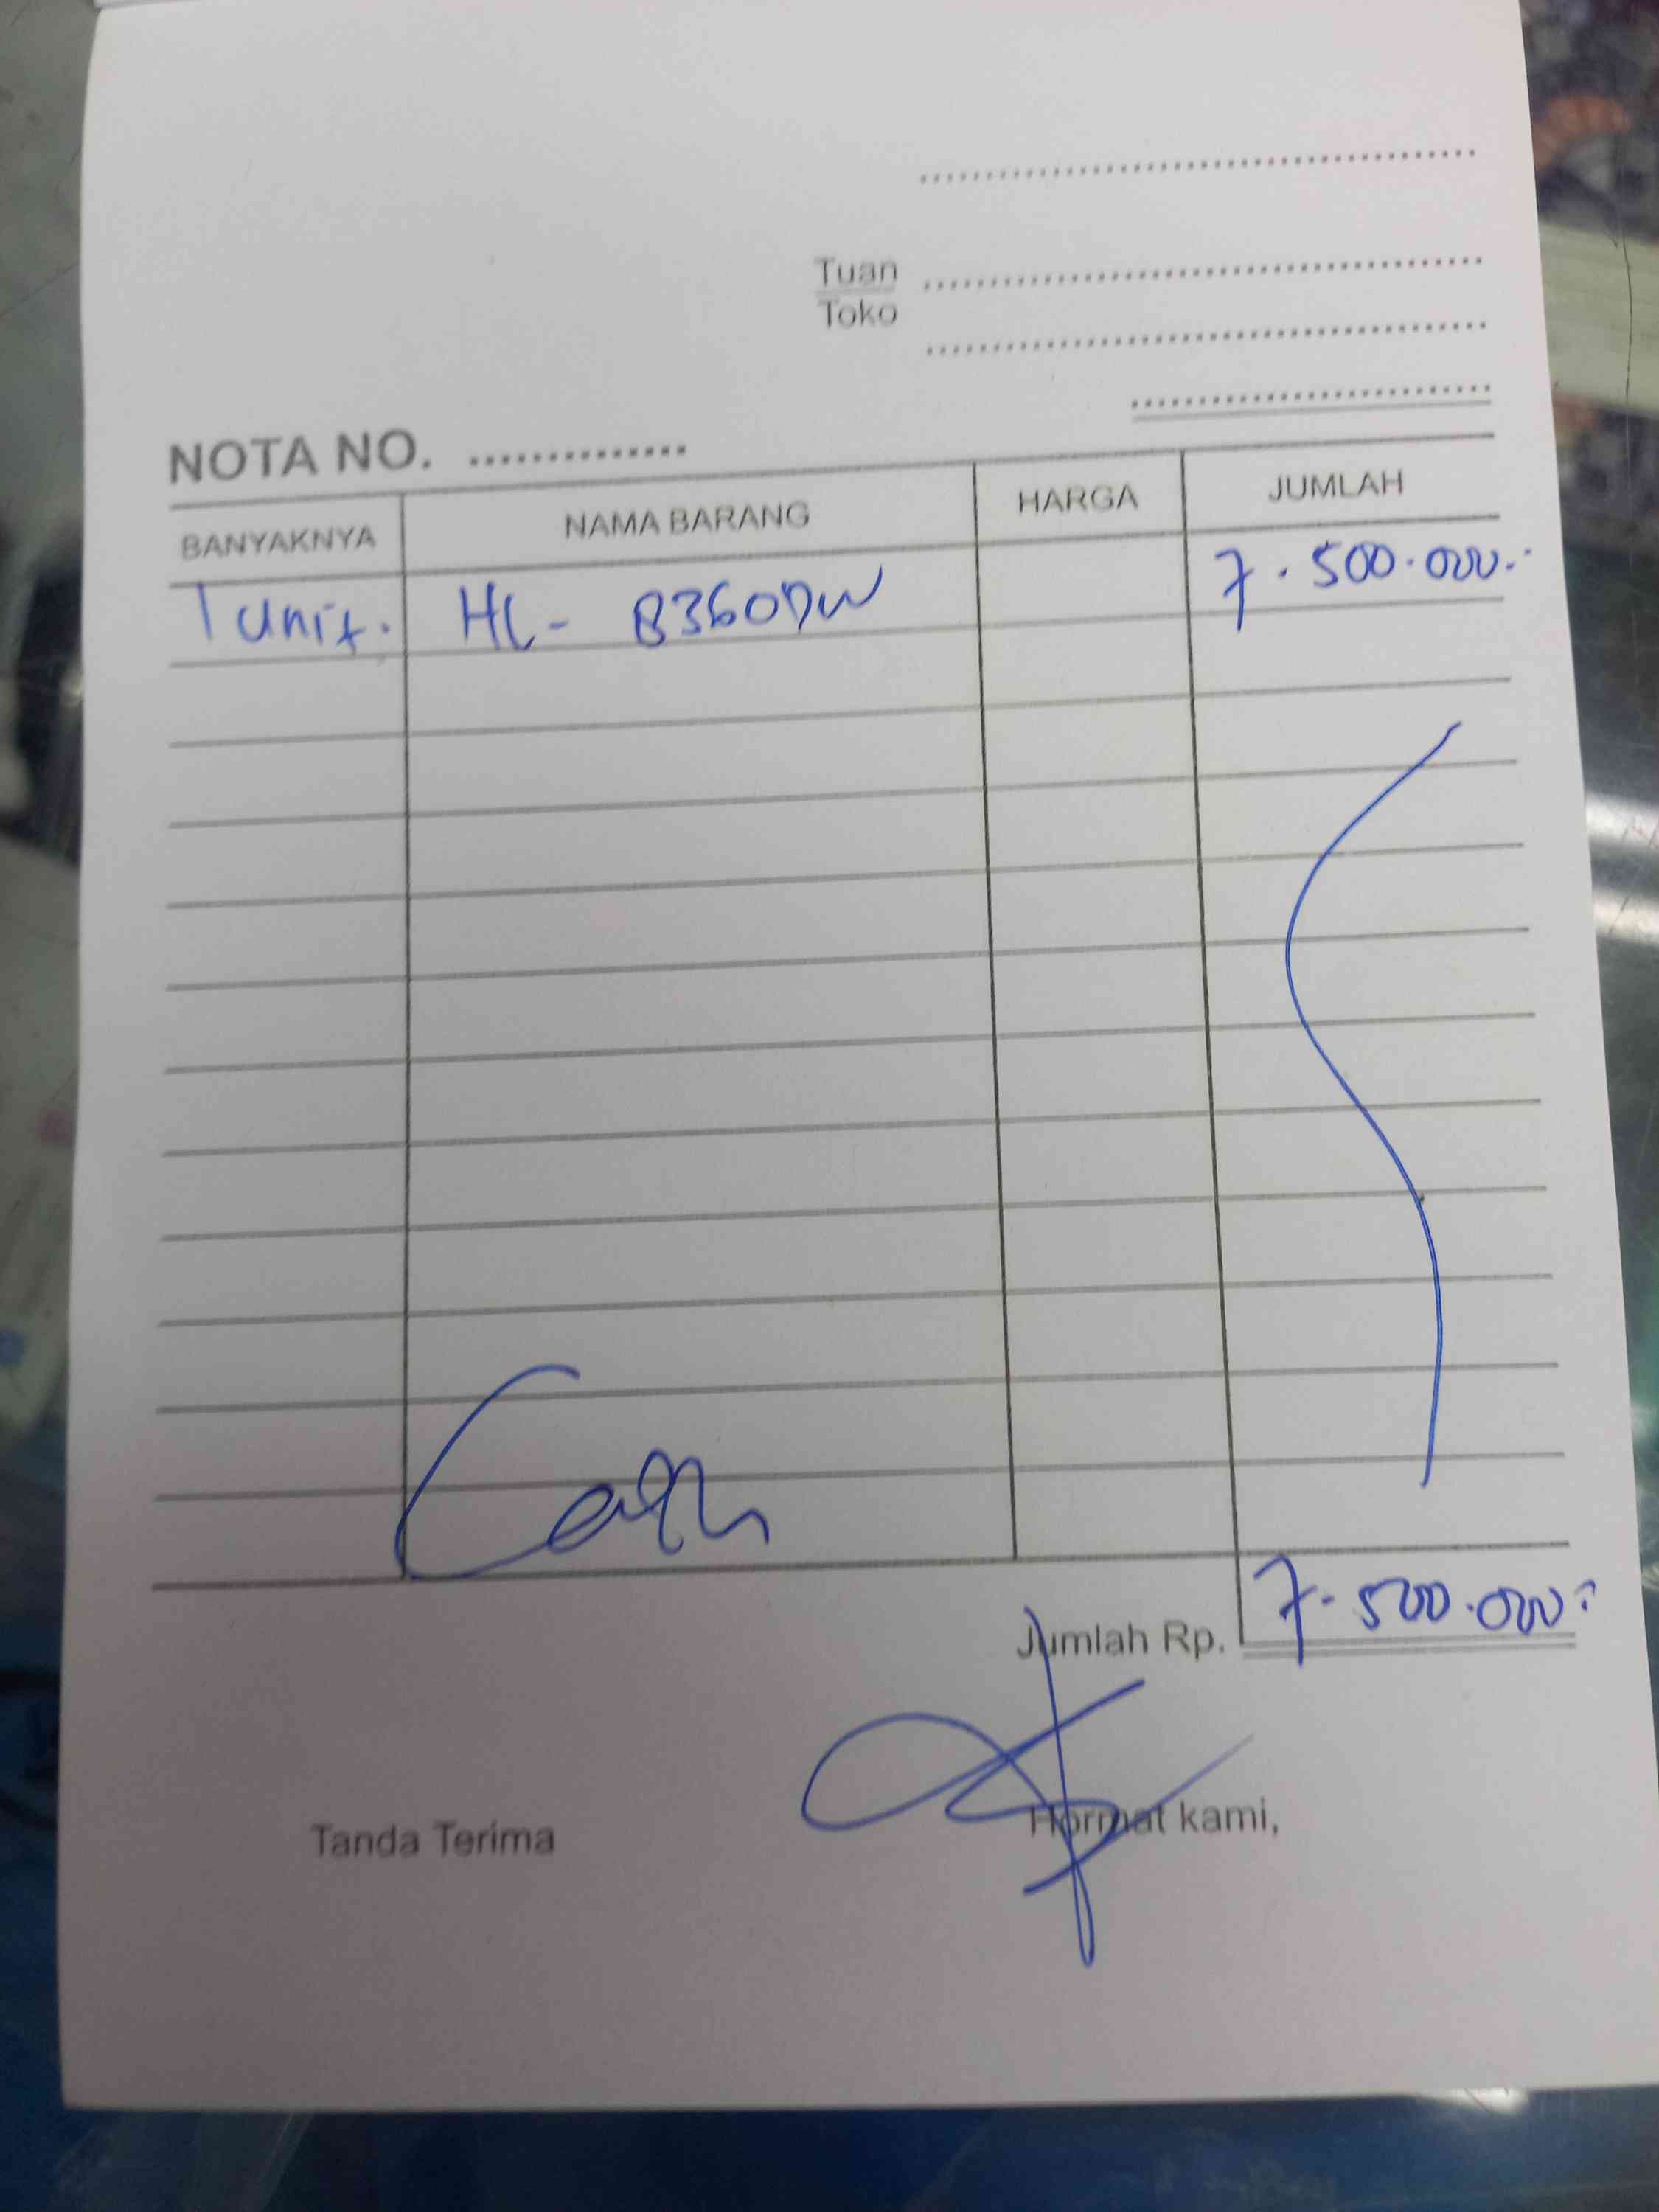 Tuan
Toko
NOTA NO. ..............
BANYAKNYA NAMA BARANG HARGA JUMLAH
1 unit. HL- 8360DW 7.500.000.-
Cash
Jumlah Rp. 7.500.000.-
Tanda Terima Hormat kami,